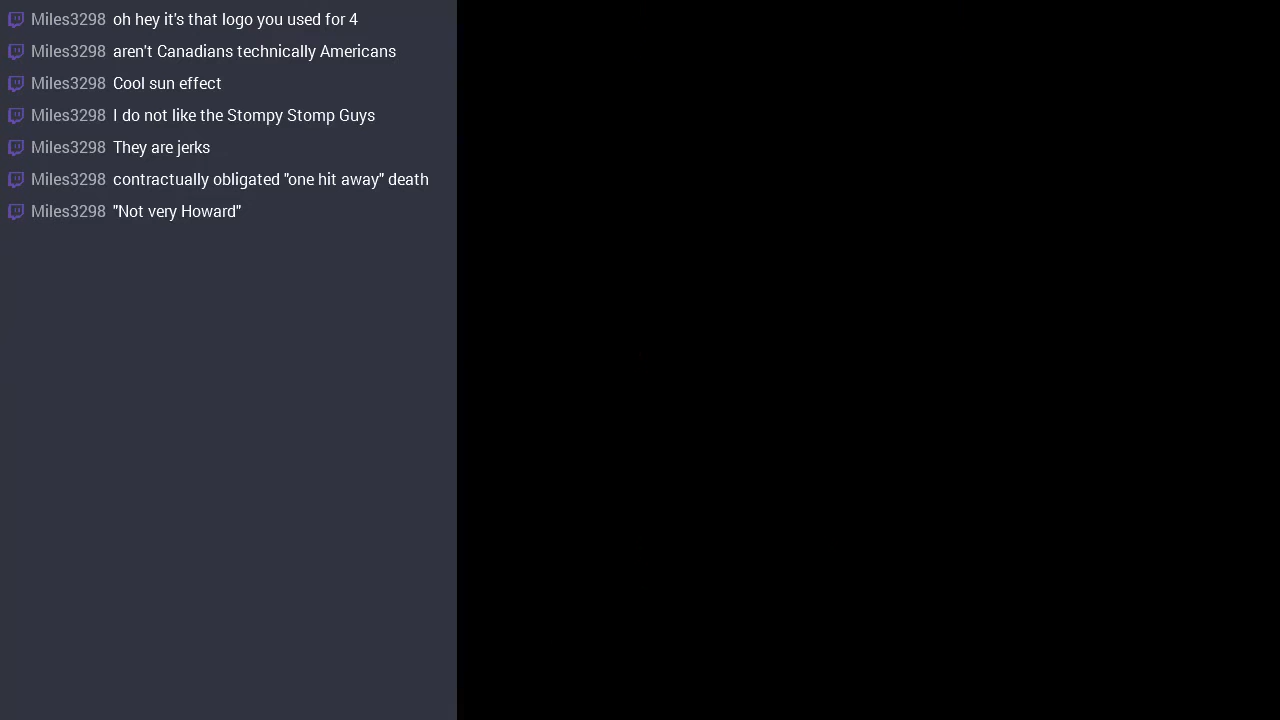 Miles3298 oh hey it's that logo you used for 4
Miles3298 aren't Canadians technically Americans
Miles3298 Cool sun effect
Miles3298 I do not like the Stompy Stomp Guys
Miles3298 They are jerks
Miles3298 contractually obligated "one hit away" death
Miles3298 "Not very Howard"